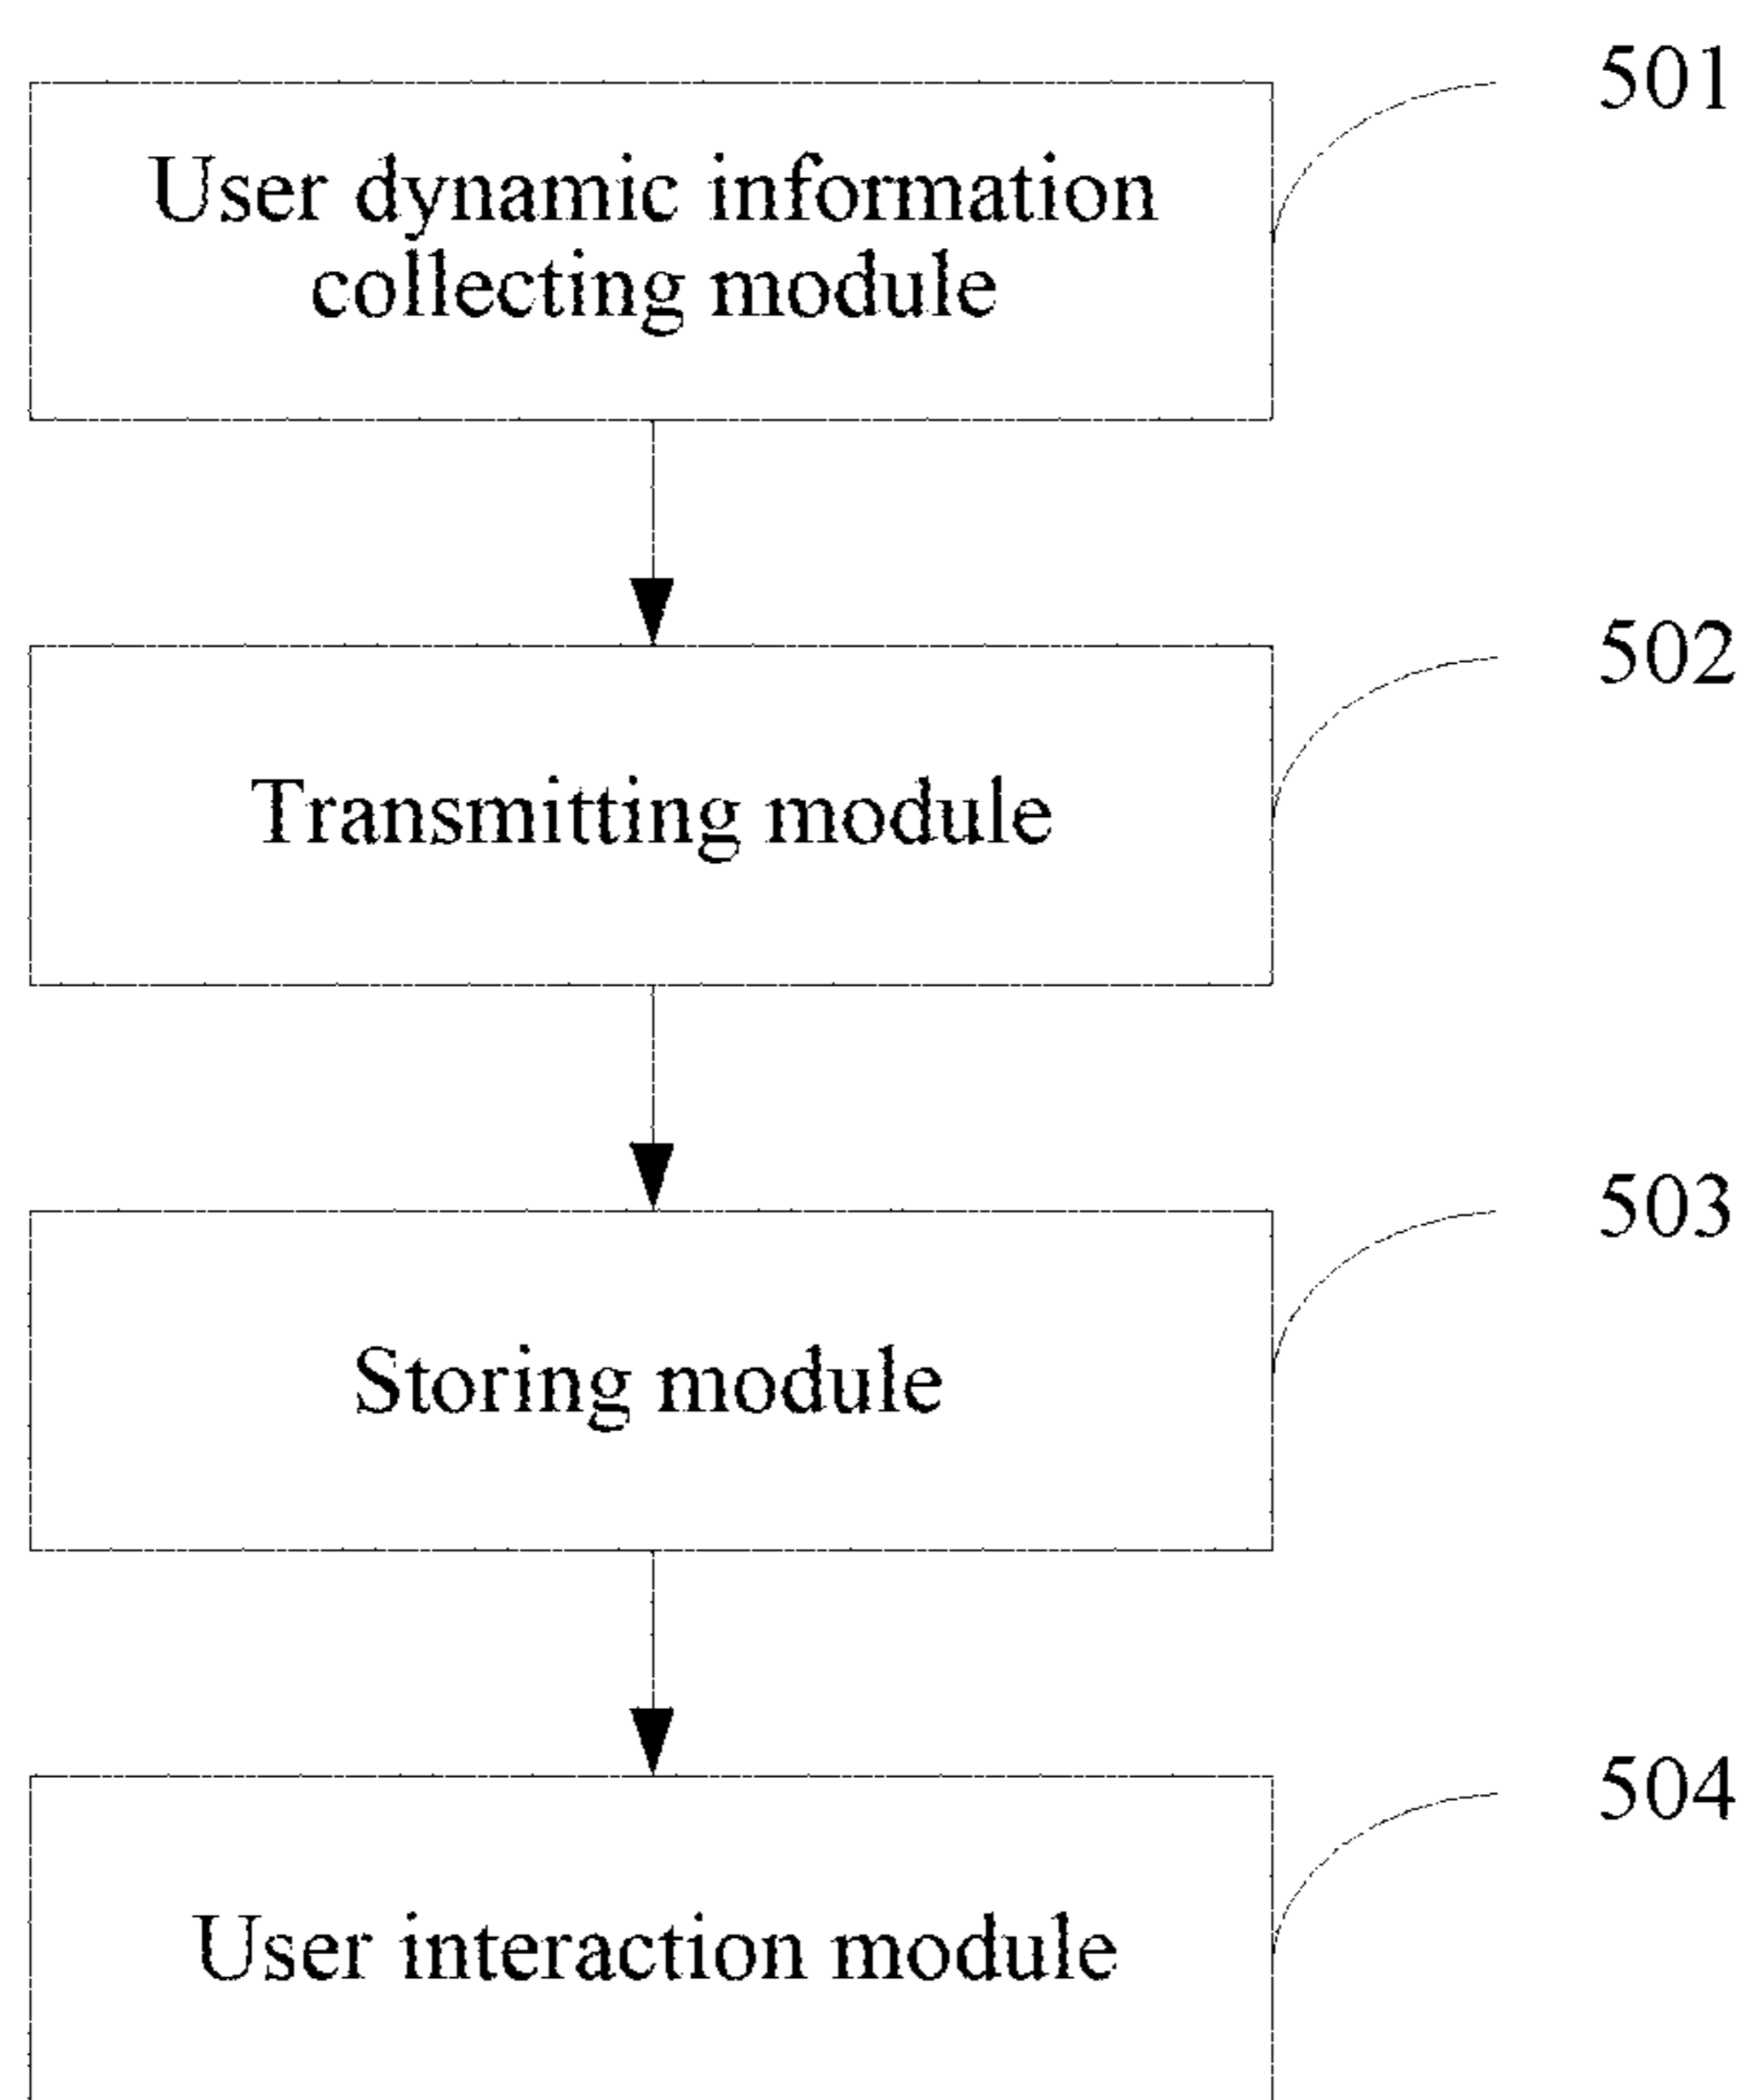 501
User dynamic information
collecting module
502
Transmitting module
503
Storing module
504
User interaction module